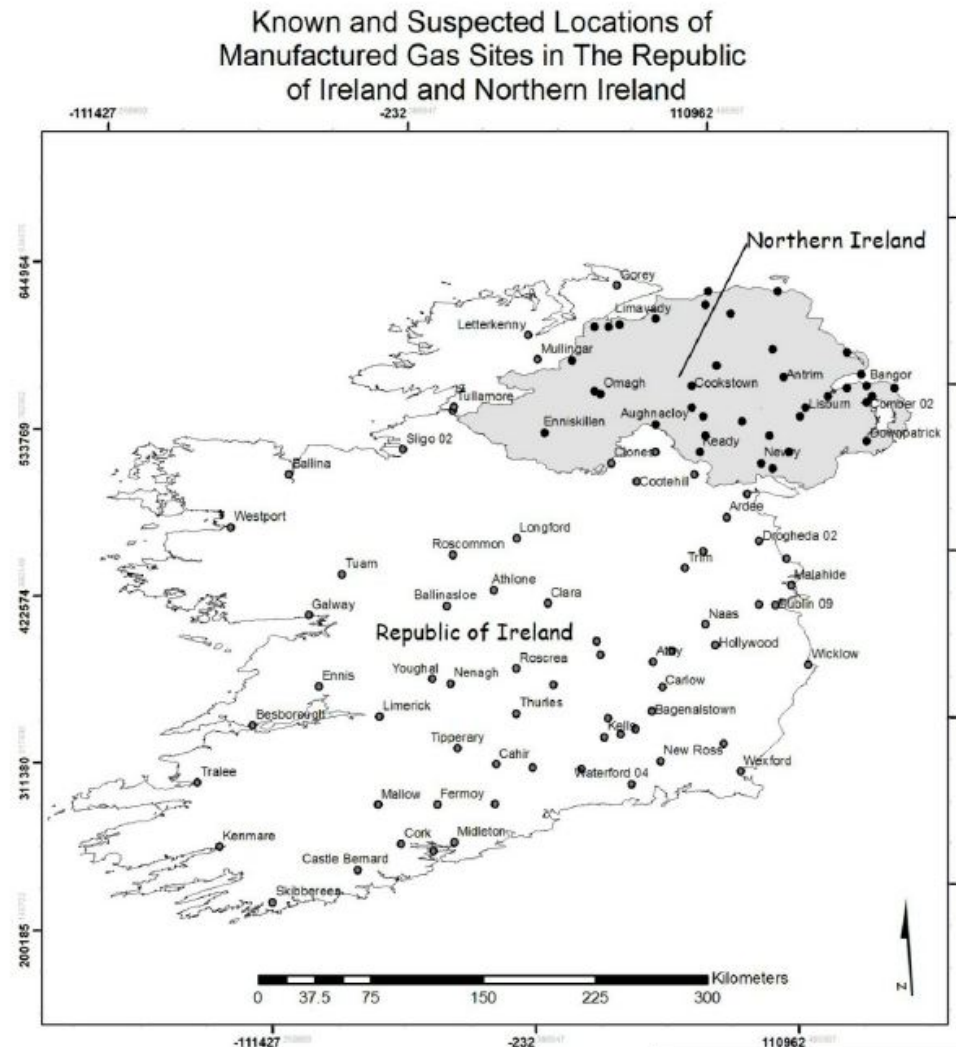 Known and Suspected Locations of
Manufactured Gas Sites in The Republic
of Ireland and Northern Ireland
-111427
-232
110962
644964
533769
422574
311380
200185
Northern Ireland
Gorey
Limavady
Letterkenny
Mullingar
Antrim
Bangor
Omagh
Cookstown
Tullamore
Lisburn
Comber 02
Aughnacloy
Enniskillen
Downpatrick
Sligo 02
Keady
Clones
Newry
Ballina
Cootehill
Ardee
Westport
Longford
Drogheda 02
Roscommon
Trim
Tuam
Malahide
Athlone
Clara
Ballinasloe
Dublin 09
Galway
Naas
Republic of Ireland
Hollywood
Roscrea
Athy
Wicklow
Youghal
Nenagh
Ennis
Carlow
Limerick
Thurles
Bagenalstown
Besborough
Kells
Tipperary
New Ross
Cahir
Wexford
Waterford 04
Tralee
Mallow
Fermoy
Kenmare
Cork
Midleton
Castle Bernard
Skibbereen
Kilometers
0 37.5 75 150 225 300
N
-111427
-232
110962